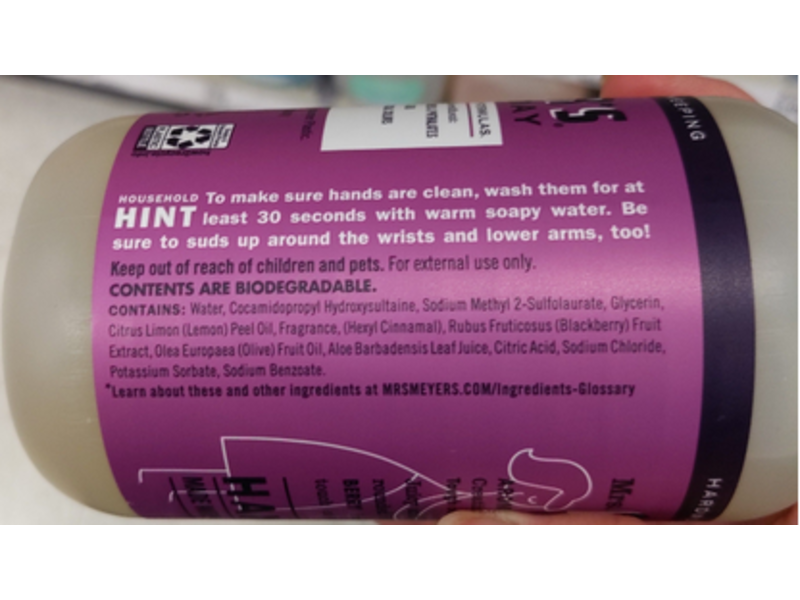 HOUSEHOLD To make sure hands are clean, wash them for at
HINT least 30 seconds with warm soapy water. Be
sure to suds up around the wrists and lower arms, too!
Keep out of reach of children and pets. For external use only.
CONTENTS ARE BIODEGRADABLE.
CONTAINS: Water, Cocamidopropyl Hydroxysultaine, Sodium Methyl 2-Sulfolaurate, Glycerin,
Citrus Limon (Lemon) Peel Oil, Fragrance, (Hexyl Cinnamal), Rubus Fruticosus (Blackberry) Fruit
Extract, Olea Europaea (Olive) Fruit Oil, Aloe Barbadensis Leaf Juice, Citric Acid, Sodium Chloride,
Potassium Sorbate, Sodium Benzoate.
*Learn about these and other ingredients at MRSMEYERS.COM/Ingredients-Glossary
Mrs.